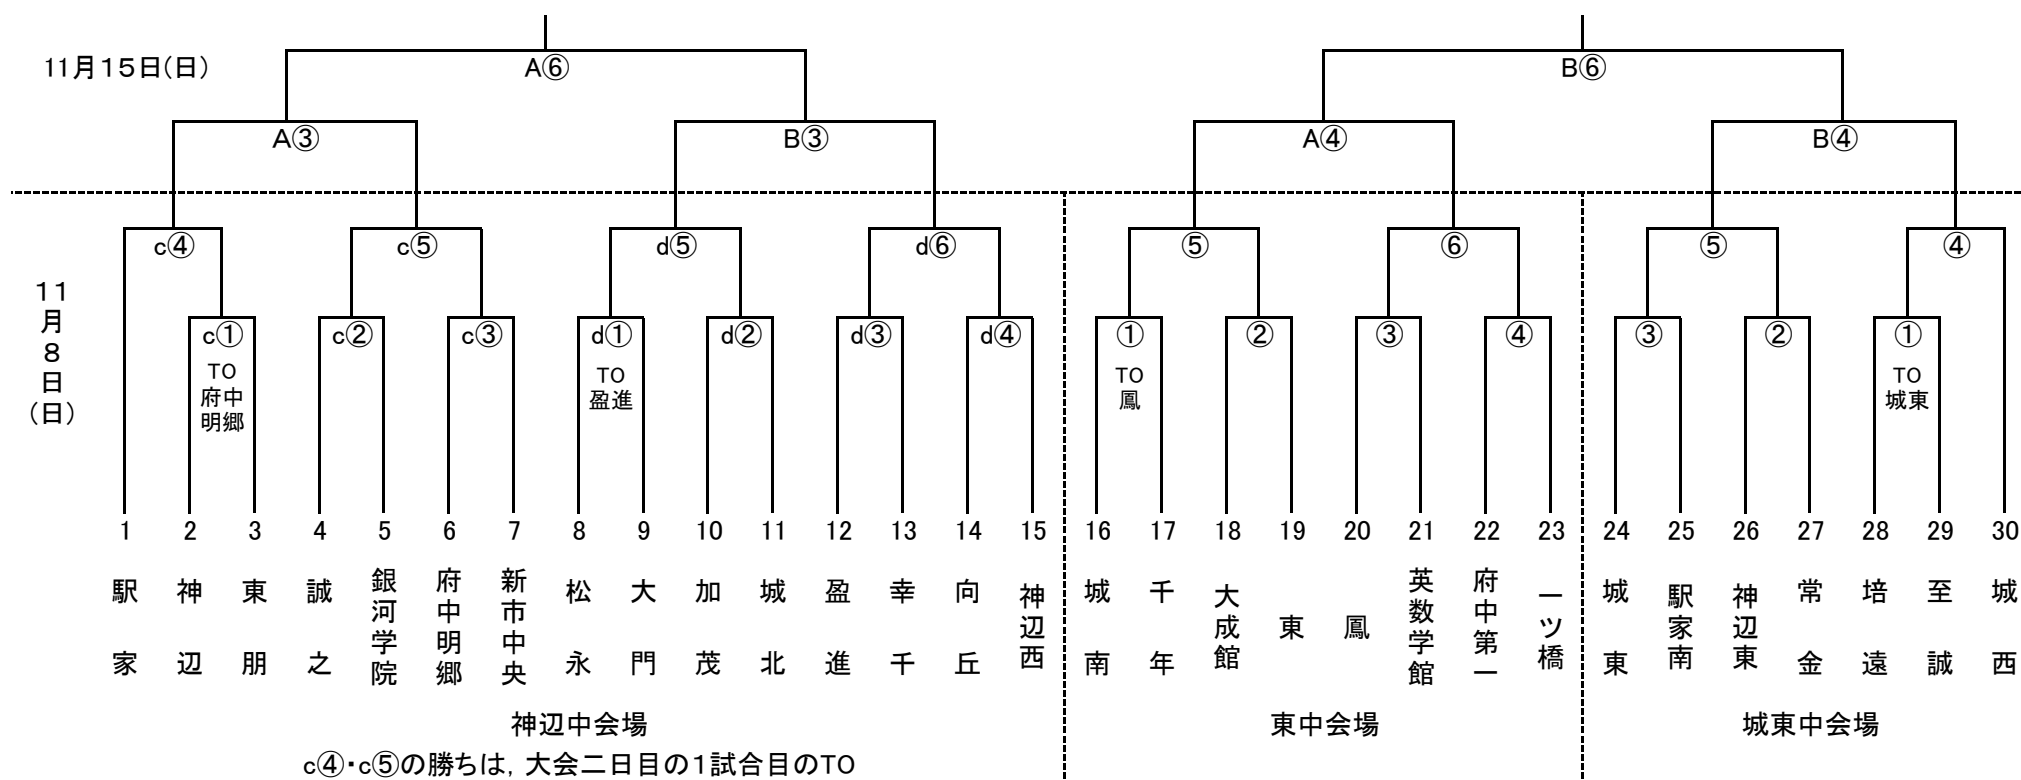 11月15日(日)
A⑥
B⑥
A③
B③
A④
B④
c④
c⑤
d⑤
d⑥
⑤
⑥
⑤
④
11月8日(日)
c①
c②
c③
d①
d②
d③
d④
①
②
③
④
③
②
①
TO
府中
明郷
TO
盈進
TO
鳳
TO
城東
1 2 3 4 5 6 7 8 9 10 11 12 13 14 15 16 17 18 19 20 21 22 23 24 25 26 27 28 29 30
駅家
神辺
東朋
誠之
銀河学院
府中明郷
新市中央
松永
大門
加茂
城北
盈進
幸千
向丘
神辺西
城南
千年
大成館
東
鳳
英数学館
府中第一
一ツ橋
城東
駅家南
神辺東
常金
培遠
至誠
城西
神辺中会場
東中会場
城東中会場
c④・c⑤の勝ちは，大会二日目の1試合目のTO